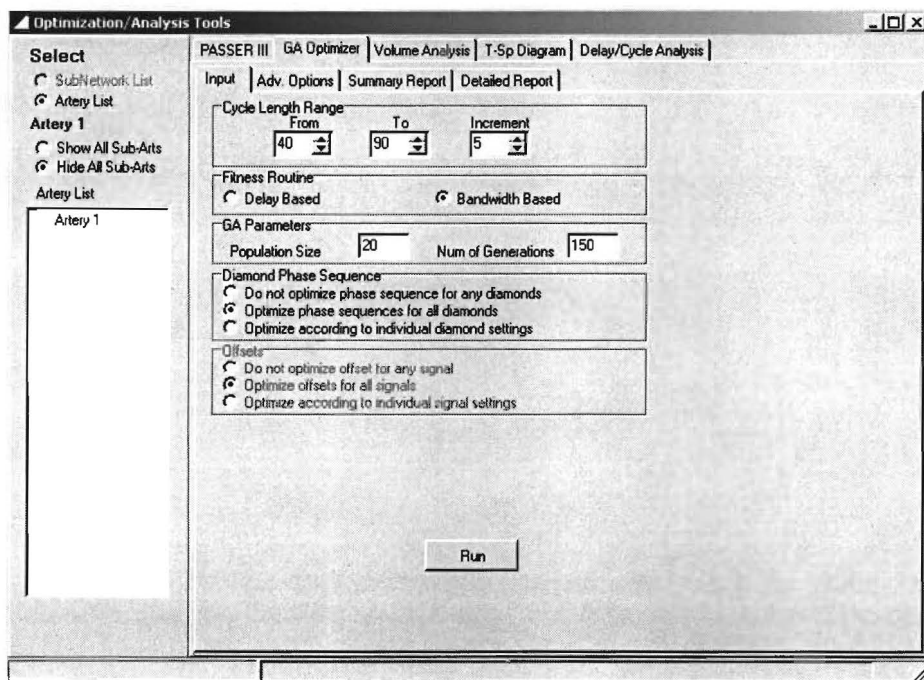 Optimization/Analysis Tools
Select
SubNetwork List
Artery List
Artery 1
Show All Sub-Arts
Hide All Sub-Arts
Artery List
Artery 1
PASSER III GA Optimizer Volume Analysis T-Sp Diagram Delay/Cycle Analysis
Input Adv. Options Summary Report Detailed Report
Cycle Length Range
From To Increment
40 90 5
Fitness Routine
Delay Based Bandwidth Based
GA Parameters
Population Size 20 Num of Generations 150
Diamond Phase Sequence
Do not optimize phase sequence for any diamonds
Optimize phase sequences for all diamonds
Optimize according to individual diamond settings
Offsets
Do not optimize offset for any signal
Optimize offsets for all signals
Optimize according to individual signal settings
Run